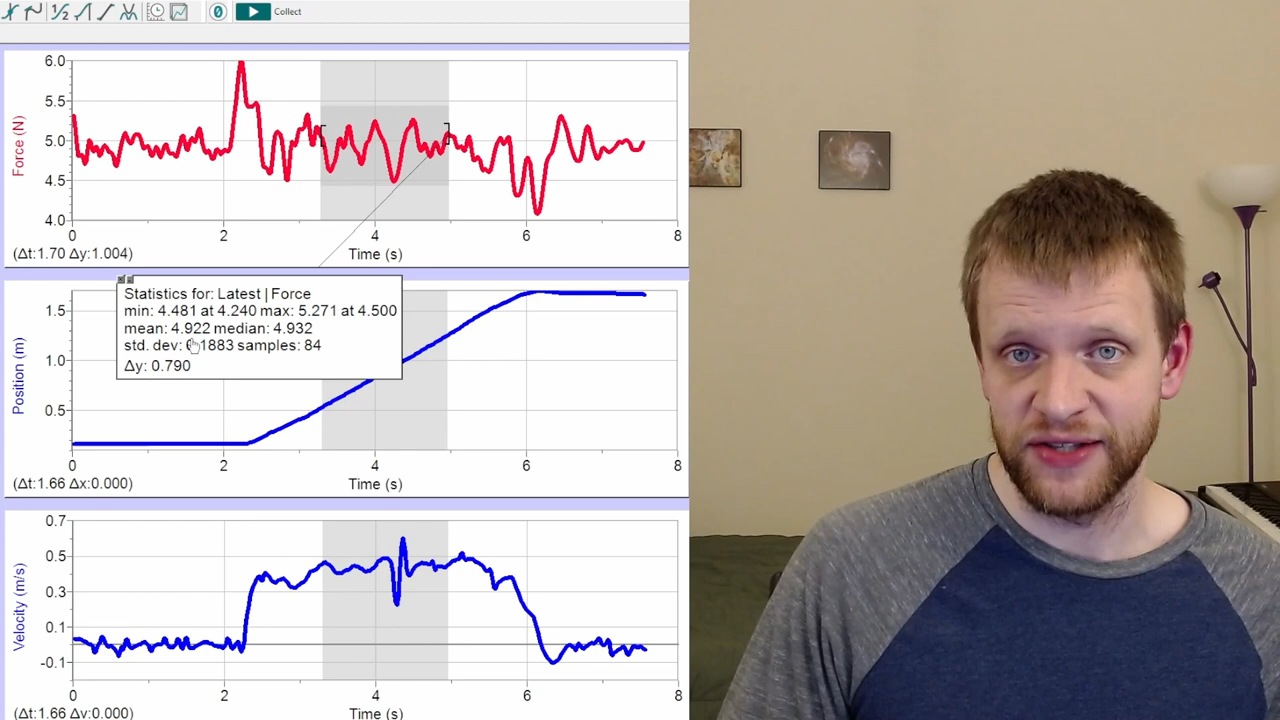 1/2
0
Collect
6.0
5.5
5.0
4.5
4.0
Force (N)
0 2 4 6 8
Time (s)
(Δt:1.70 Δy:1.004)
Statistics for: Latest | Force
min: 4.481 at 4.240 max: 5.271 at 4.500
mean: 4.922 median: 4.932
std. dev: 1883 samples: 84
Δy: 0.790
1.5
1.0
0.5
Position (m)
0 2 4 6 8
Time (s)
(Δt:1.66 Δx:0.000)
0.7
0.5
0.3
0.1
-0.1
Velocity (m/s)
0 2 4 6 8
Time (s)
(Δt:1.66 Δv:0.000)